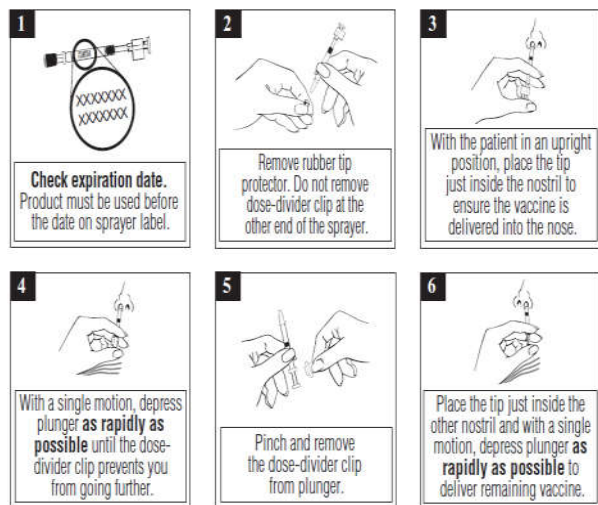 1
XXXXXXX
XXXXXXX
Check expiration date.
Product must be used before
the date on sprayer label.
2
Remove rubber tip
protector. Do not remove
dose-divider clip at the
other end of the sprayer.
3
With the patient in an upright
position, place the tip
just inside the nostril to
ensure the vaccine is
delivered into the nose.
4
With a single motion, depress
plunger as rapidly as
possible until the dose-
divider clip prevents you
from going further.
5
Pinch and remove
the dose-divider clip
from plunger.
6
Place the tip just inside the
other nostril and with a single
motion, depress plunger as
rapidly as possible to
deliver remaining vaccine.